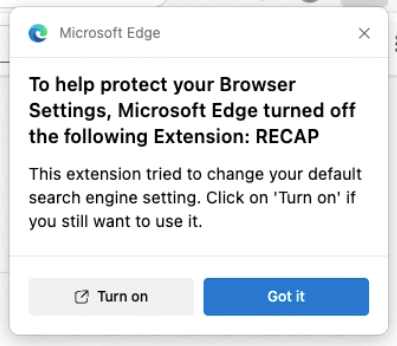 Microsoft Edge
To help protect your Browser
Settings, Microsoft Edge turned off
the following Extension: RECAP
This extension tried to change your default
search engine setting. Click on 'Turn on' if
you still want to use it.
Turn on
Got it